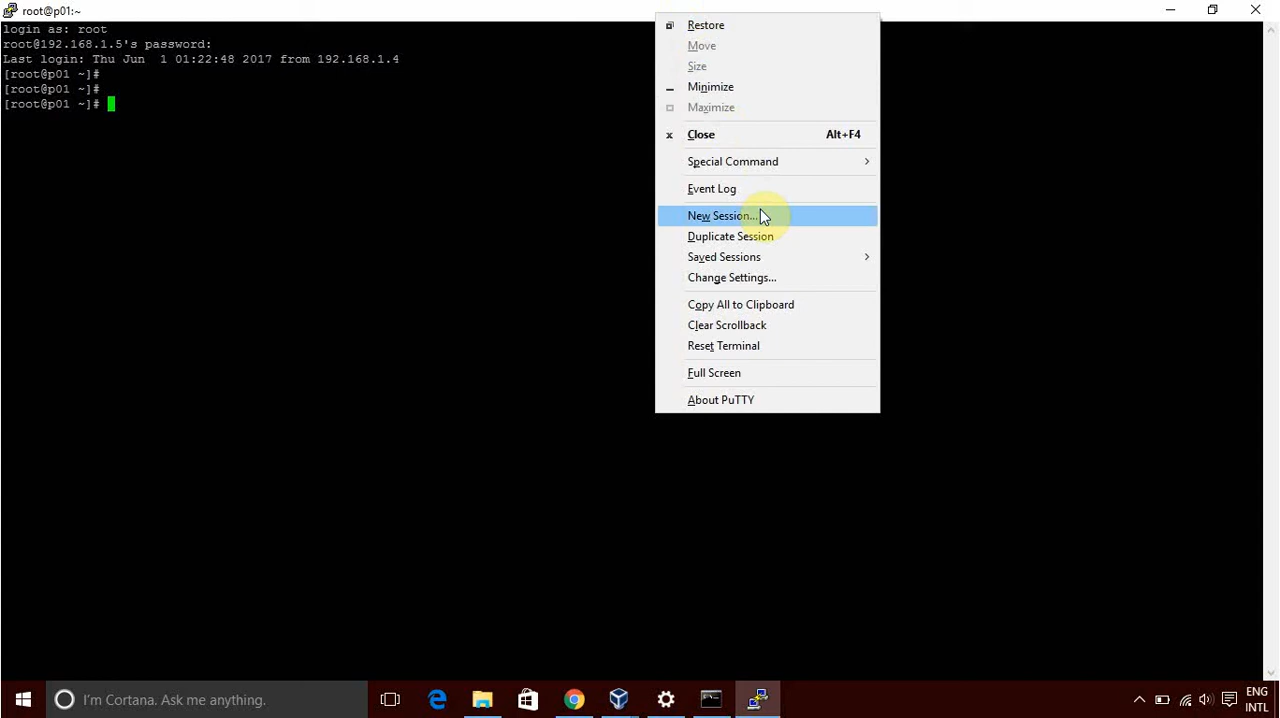 root@p01:~
login as: root
root@192.168.1.5's password:
Last login: Thu Jun  1 01:22:48 2017 from 192.168.1.4
[root@p01 ~]#
[root@p01 ~]#
[root@p01 ~]#
Restore
Move
Size
Minimize
Maximize
Close Alt+F4
Special Command
Event Log
New Session...
Duplicate Session
Saved Sessions
Change Settings...
Copy All to Clipboard
Clear Scrollback
Reset Terminal
Full Screen
About PuTTY
I'm Cortana. Ask me anything.
ENG
INTL